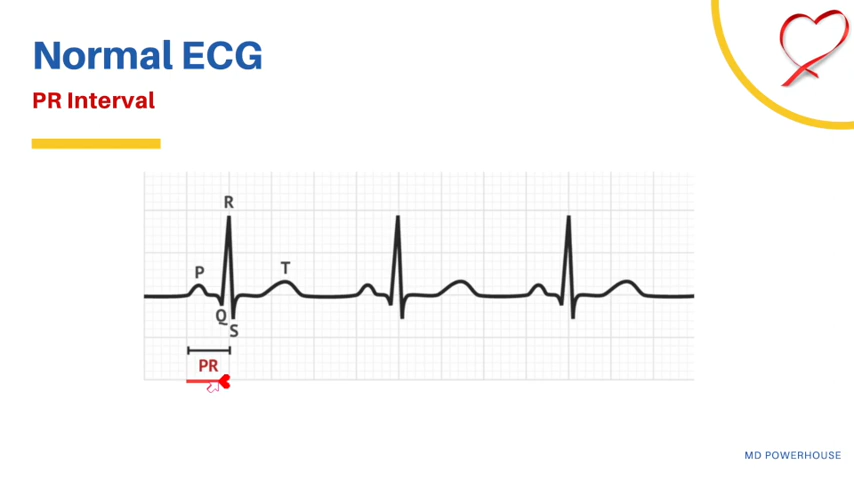 Normal ECG
PR Interval
R
P
T
Q
S
PR
MD POWERHOUSE